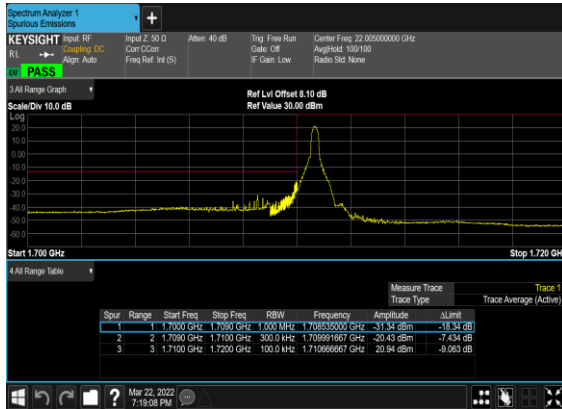 Spectrum Analyzer 1
Spurious Emissions
KEYSIGHT Input: RF Input Z: 50 Ω Atten: 40 dB Trig: Free Run Center Freq: 22.005000000 GHz
RL Coupling: DC Corr CCorr Gate: Off Avg|Hold: 100/100
Align: Auto Freq Ref: Int (S) IF Gain: Low Radio Std: None
PASS
3 All Range Graph
Ref Lvl Offset 8.10 dB
Scale/Div 10.0 dB Ref Value 30.00 dBm
Log
20.0
10.0
0.00
-10.0
-20.0
-30.0
-40.0
-50.0
-60.0
Start 1.700 GHz Stop 1.720 GH
4 All Range Table
Measure Trace Trace 1
Trace Type Trace Average (Active)
Spur Range Start Freq Stop Freq RBW Frequency Amplitude ΔLimit
1 1 1.7000 GHz 1.7090 GHz 1.000 MHz 1.708535000 GHz -31.34 dBm -18.34 dB
2 2 1.7090 GHz 1.7100 GHz 300.0 kHz 1.709991667 GHz -20.43 dBm -7.434 dB
3 3 1.7100 GHz 1.7200 GHz 100.0 kHz 1.710666667 GHz 20.94 dBm -9.063 dB
Mar 22, 2022
7:19:08 PM